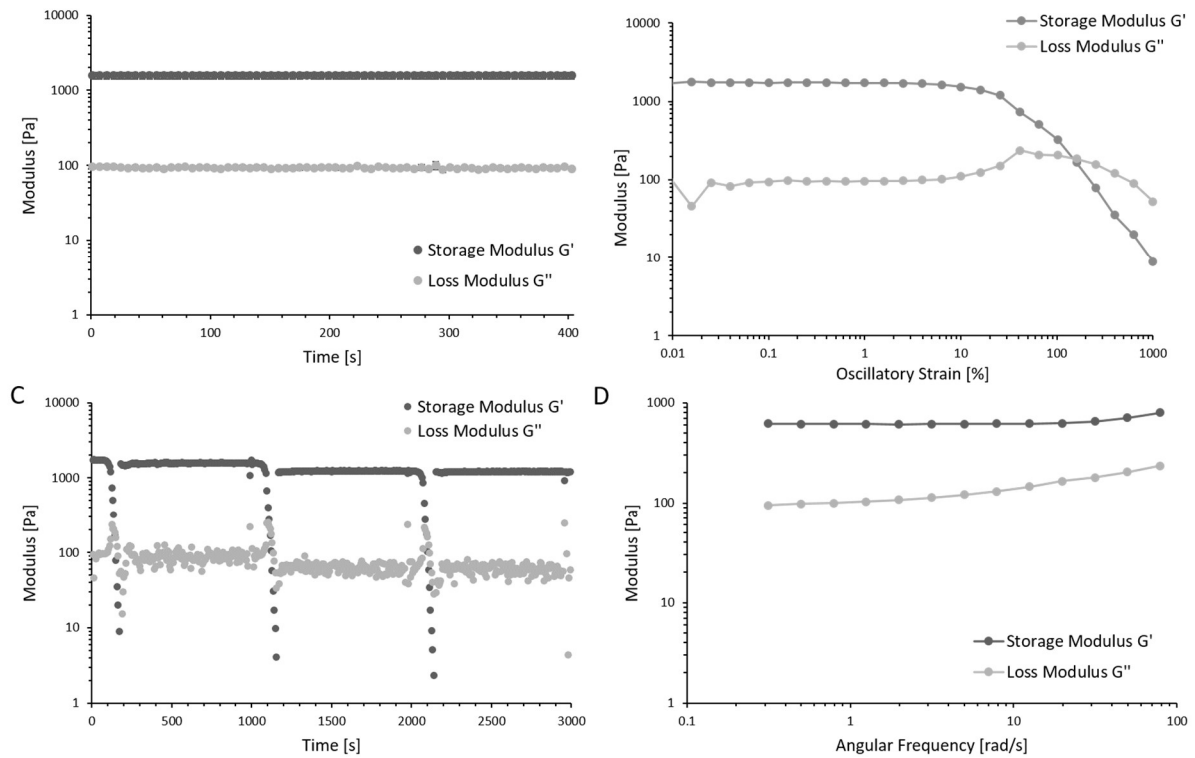 10000
1000
100
10
1
Modulus [Pa]
Storage Modulus G'
Loss Modulus G''
0
100
200
300
400
Time [s]
Storage Modulus G'
Loss Modulus G''
10000
1000
100
10
1
Modulus [Pa]
0.01
0.1
1
10
100
1000
Oscillatory Strain [%]
C
Storage Modulus G'
Loss Modulus G''
10000
1000
100
10
1
Modulus [Pa]
0
500
1000
1500
2000
2500
3000
Time [s]
D
1000
100
10
1
Modulus [Pa]
Storage Modulus G'
Loss Modulus G''
0.1
1
10
100
Angular Frequency [rad/s]